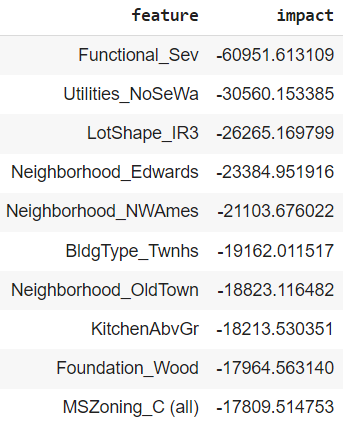 feature impact
Functional_Sev -60951.613109
Utilities_NoSeWa -30560.153385
LotShape_IR3 -26265.169799
Neighborhood_Edwards -23384.951916
Neighborhood_NWAmes -21103.676022
BldgType_Twnhs -19162.011517
Neighborhood_OldTown -18823.116482
KitchenAbvGr -18213.530351
Foundation_Wood -17964.563140
MSZoning_C (all) -17809.514753